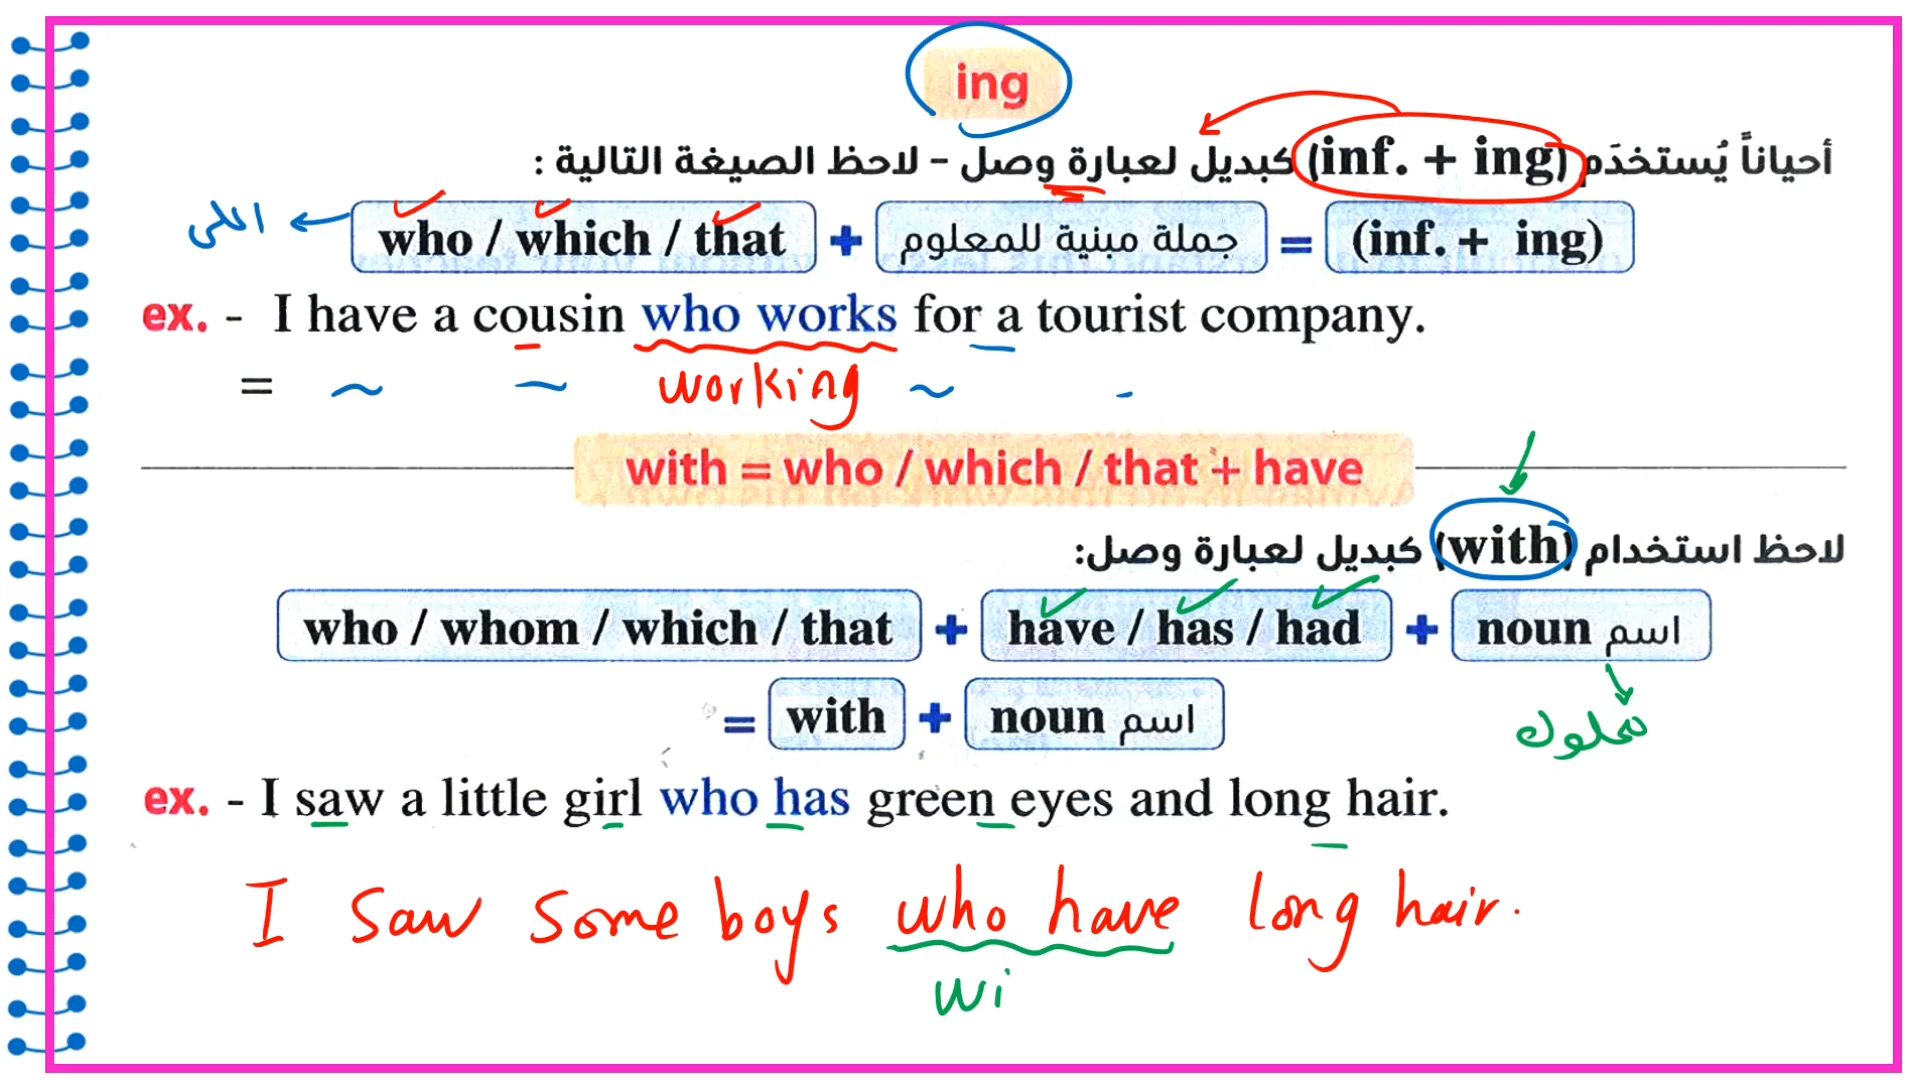 ing
أحياناً يُستخدَم (inf. + ing) كبديل لعبارة وصل - لاحظ الصيغة التالية :
اللى ← who / which / that + جملة مبنية للمعلوم = (inf. + ing)
ex. - I have a cousin who works for a tourist company.
= ~ ~ working ~ -
with = who / which / that + have
لاحظ استخدام (with) كبديل لعبارة وصل:
who / whom / which / that + have / has / had + noun اسم
= with + noun اسم
ex. - I saw a little girl who has green eyes and long hair.
I saw some boys who have long hair.
wi